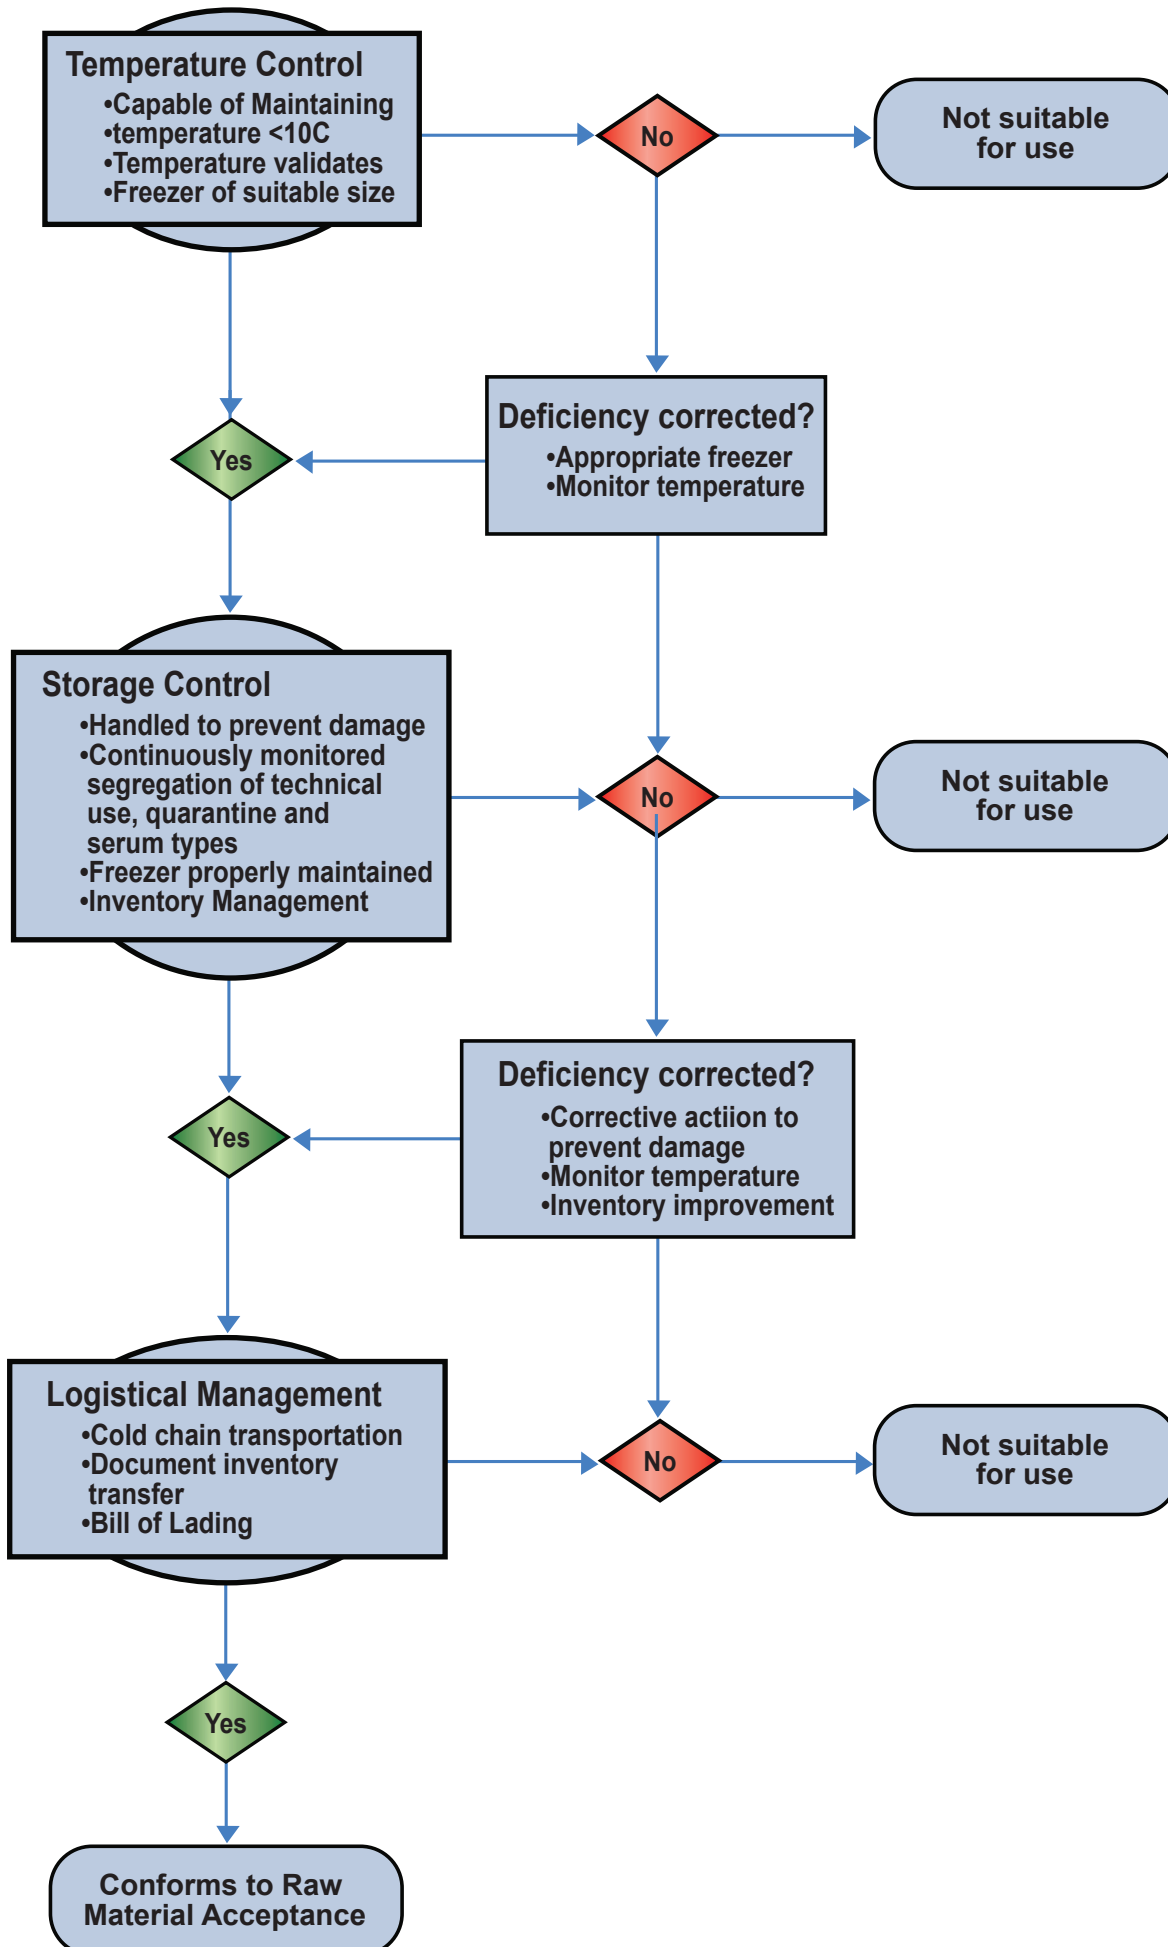 Temperature Control
•Capable of Maintaining
•temperature <10C
•Temperature validates
•Freezer of suitable size
No
Not suitable
for use
Deficiency corrected?
•Appropriate freezer
•Monitor temperature
Yes
Storage Control
•Handled to prevent damage
•Continuously monitored
segregation of technical
use, quarantine and
serum types
•Freezer properly maintained
•Inventory Management
No
Not suitable
for use
Deficiency corrected?
•Corrective actiion to
prevent damage
•Monitor temperature
•Inventory improvement
Yes
Logistical Management
•Cold chain transportation
•Document inventory
transfer
•Bill of Lading
No
Not suitable
for use
Yes
Conforms to Raw
Material Acceptance